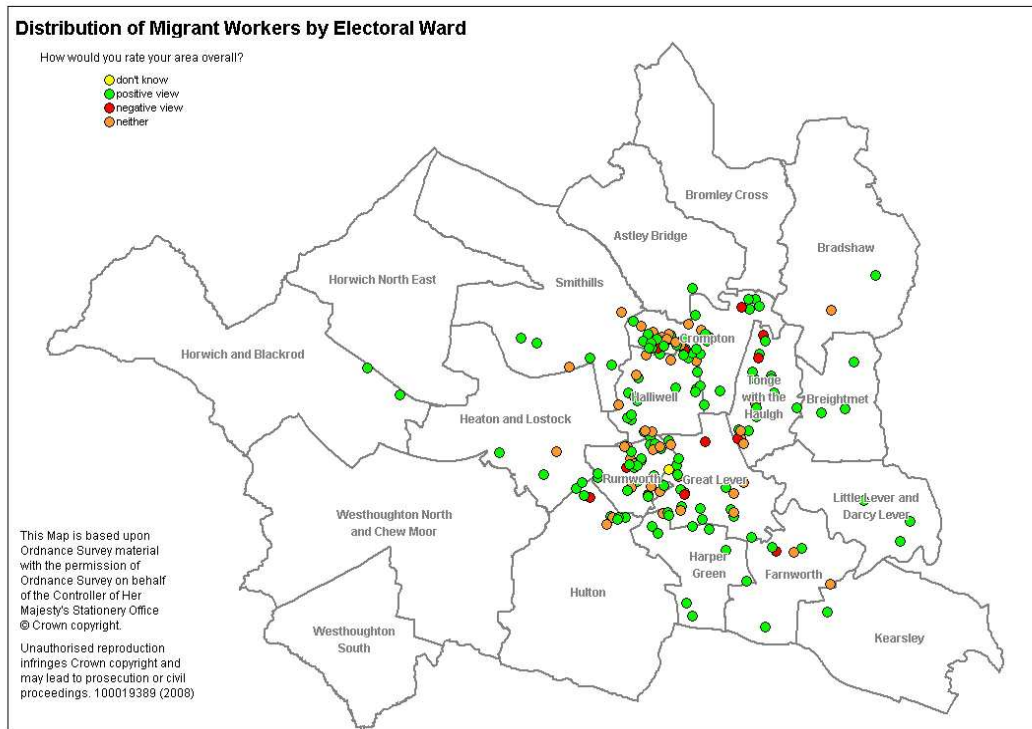 Distribution of Migrant Workers by Electoral Ward
How would you rate your area overall?
don't know
positive view
negative view
neither
Bromley Cross
Astley Bridge
Bradshaw
Horwich North East
Smithills
Crompton
Horwich and Blackrod
Tonge
with the
Haulgh
Halliwell
Breightmet
Heaton and Lostock
Rumworth
Great Lever
Little Lever and
Darcy Lever
Westhoughton North
and Chew Moor
Harper
Green
Farnworth
Hulton
Westhoughton
South
Kearsley
This Map is based upon
Ordnance Survey material
with the permission of
Ordnance Survey on behalf
of the Controller of Her
Majesty's Stationery Office
© Crown copyright.
Unauthorised reproduction
infringes Crown copyright and
may lead to prosecution or civil
proceedings. 100019389 (2008)